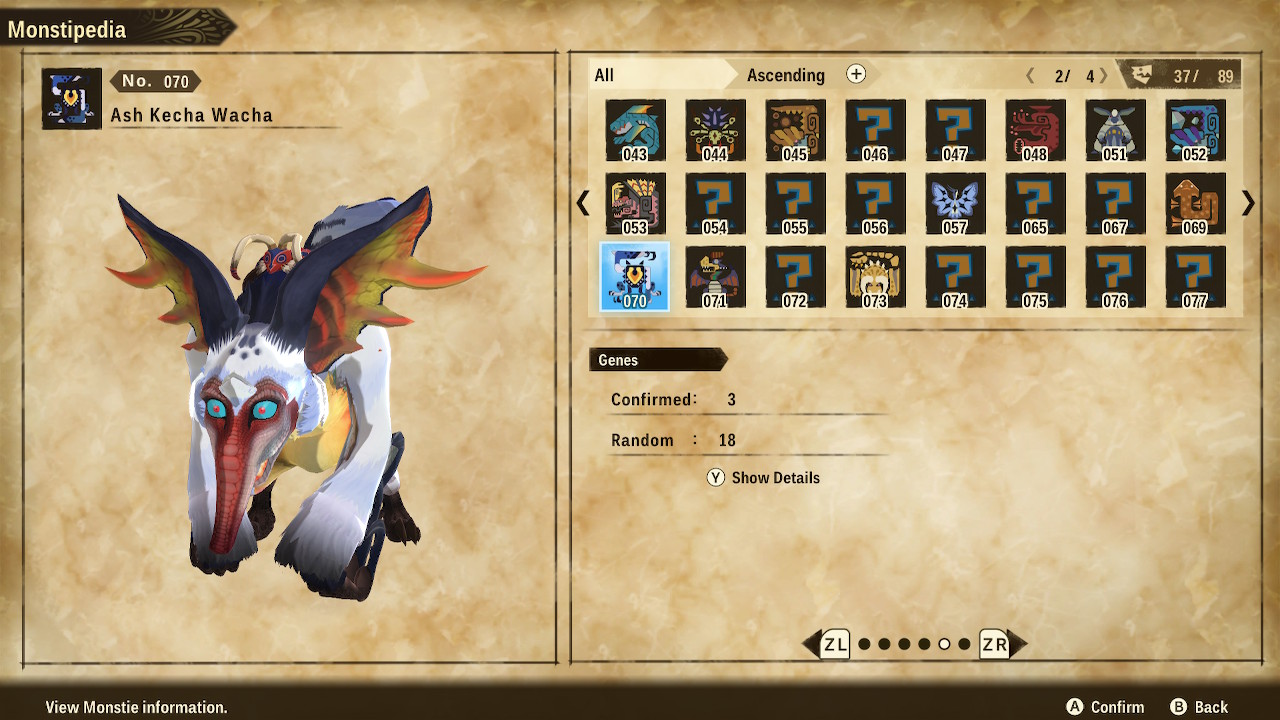 Monstipedia
No. 070
Ash Kecha Wacha
All
Ascending
2/ 4
37/ 89
043 044 045 046 047 048 051 052
053 054 055 056 057 065 067 069
070 071 072 073 074 075 076 077
Genes
Confirmed: 3
Random : 18
Y Show Details
ZL ZR
View Monstie information.
A Confirm B Back